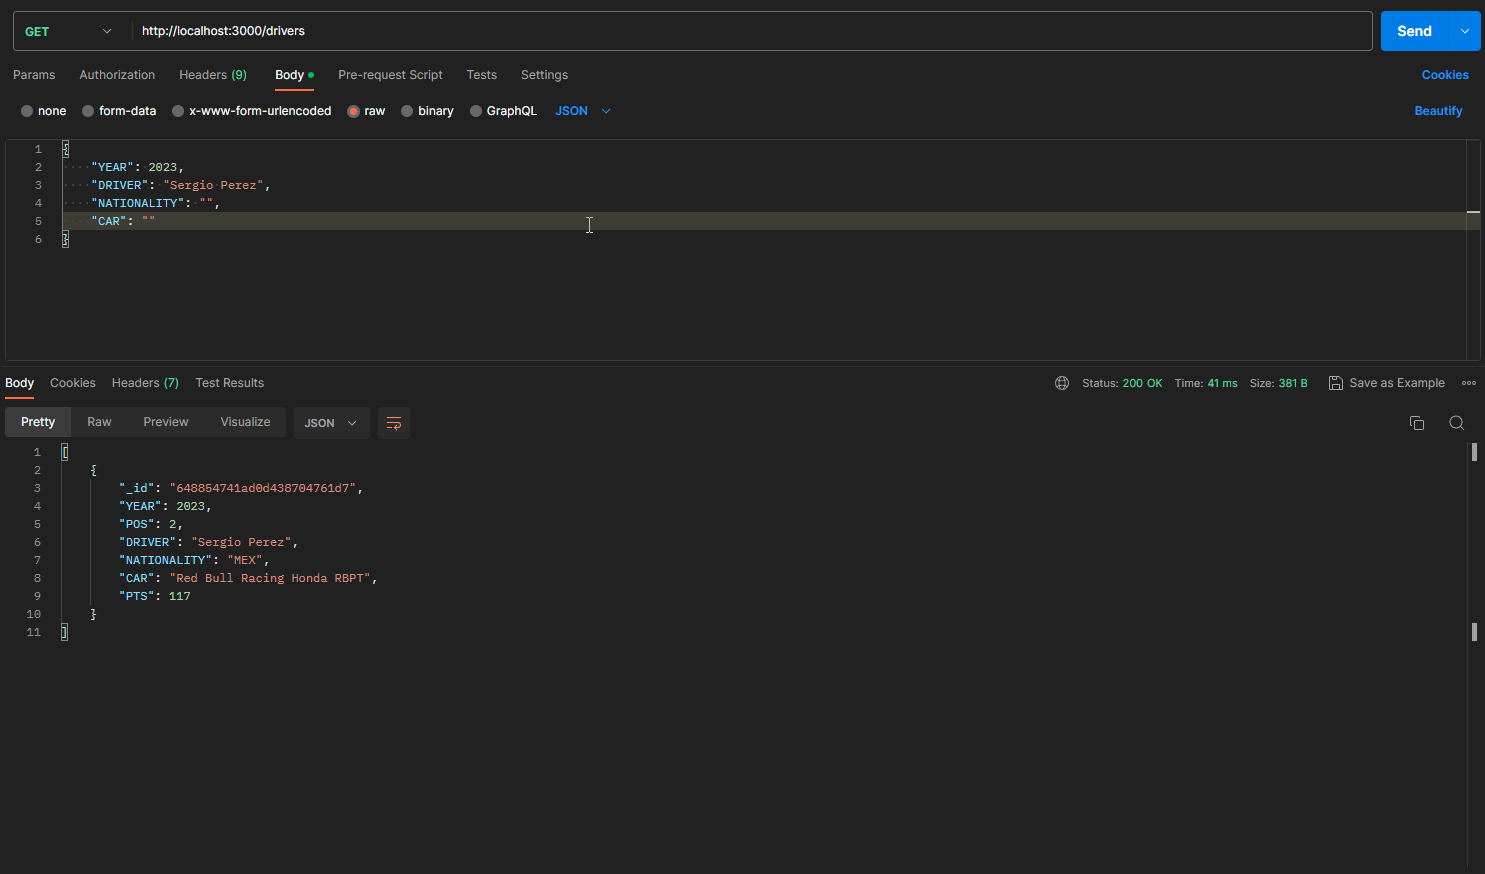 GET http://localhost:3000/drivers Send
Params Authorization Headers (9) Body Pre-request Script Tests Settings Cookies
none form-data x-www-form-urlencoded raw binary GraphQL JSON Beautify
1 {
2 "YEAR": 2023,
3 "DRIVER": "Sergio Perez",
4 "NATIONALITY": "",
5 "CAR": ""
6 }
Body Cookies Headers (7) Test Results Status: 200 OK Time: 41 ms Size: 381 B Save as Example
Pretty Raw Preview Visualize JSON
1 [
2 {
3 "_id": "648854741ad0d438704761d7",
4 "YEAR": 2023,
5 "POS": 2,
6 "DRIVER": "Sergio Perez",
7 "NATIONALITY": "MEX",
8 "CAR": "Red Bull Racing Honda RBPT",
9 "PTS": 117
10 }
11 ]